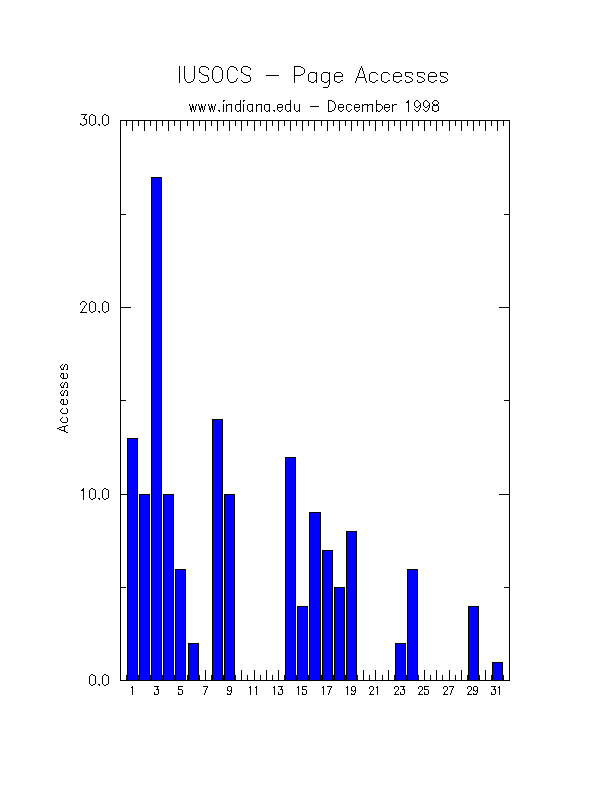 IUSOCS – Page Accesses
www.indiana.edu – December 1998
30.0
20.0
Accesses
10.0
0.0
1 3 5 7 9 11 13 15 17 19 21 23 25 27 29 31